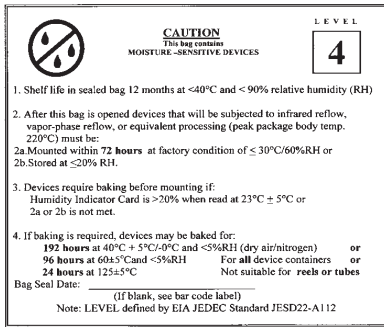 LEVEL
CAUTION
This bag contains
MOISTURE –SENSITIVE DEVICES
4
1. Shelf life in sealed bag 12 months at <40°C and < 90% relative humidity (RH)
2. After this bag is opened devices that will be subjected to infrared reflow,
vapor-phase reflow, or equivalent processing (peak package body temp.
220°C) must be:
2a.Mounted within 72 hours at factory condition of ≤ 30°C/60%RH or
2b.Stored at ≤20% RH.
3. Devices require baking before mounting if:
Humidity Indicator Card is >20% when read at 23°C ± 5°C or
2a or 2b is not met.
4. If baking is required, devices may be baked for:
192 hours at 40°C + 5°C/-0°C and <5%RH (dry air/nitrogen) or
96 hours at 60±5°Cand <5%RH For all device containers or
24 hours at 125±5°C Not suitable for reels or tubes
Bag Seal Date:
(If blank, see bar code label)
Note: LEVEL defined by EIA JEDEC Standard JESD22-A112